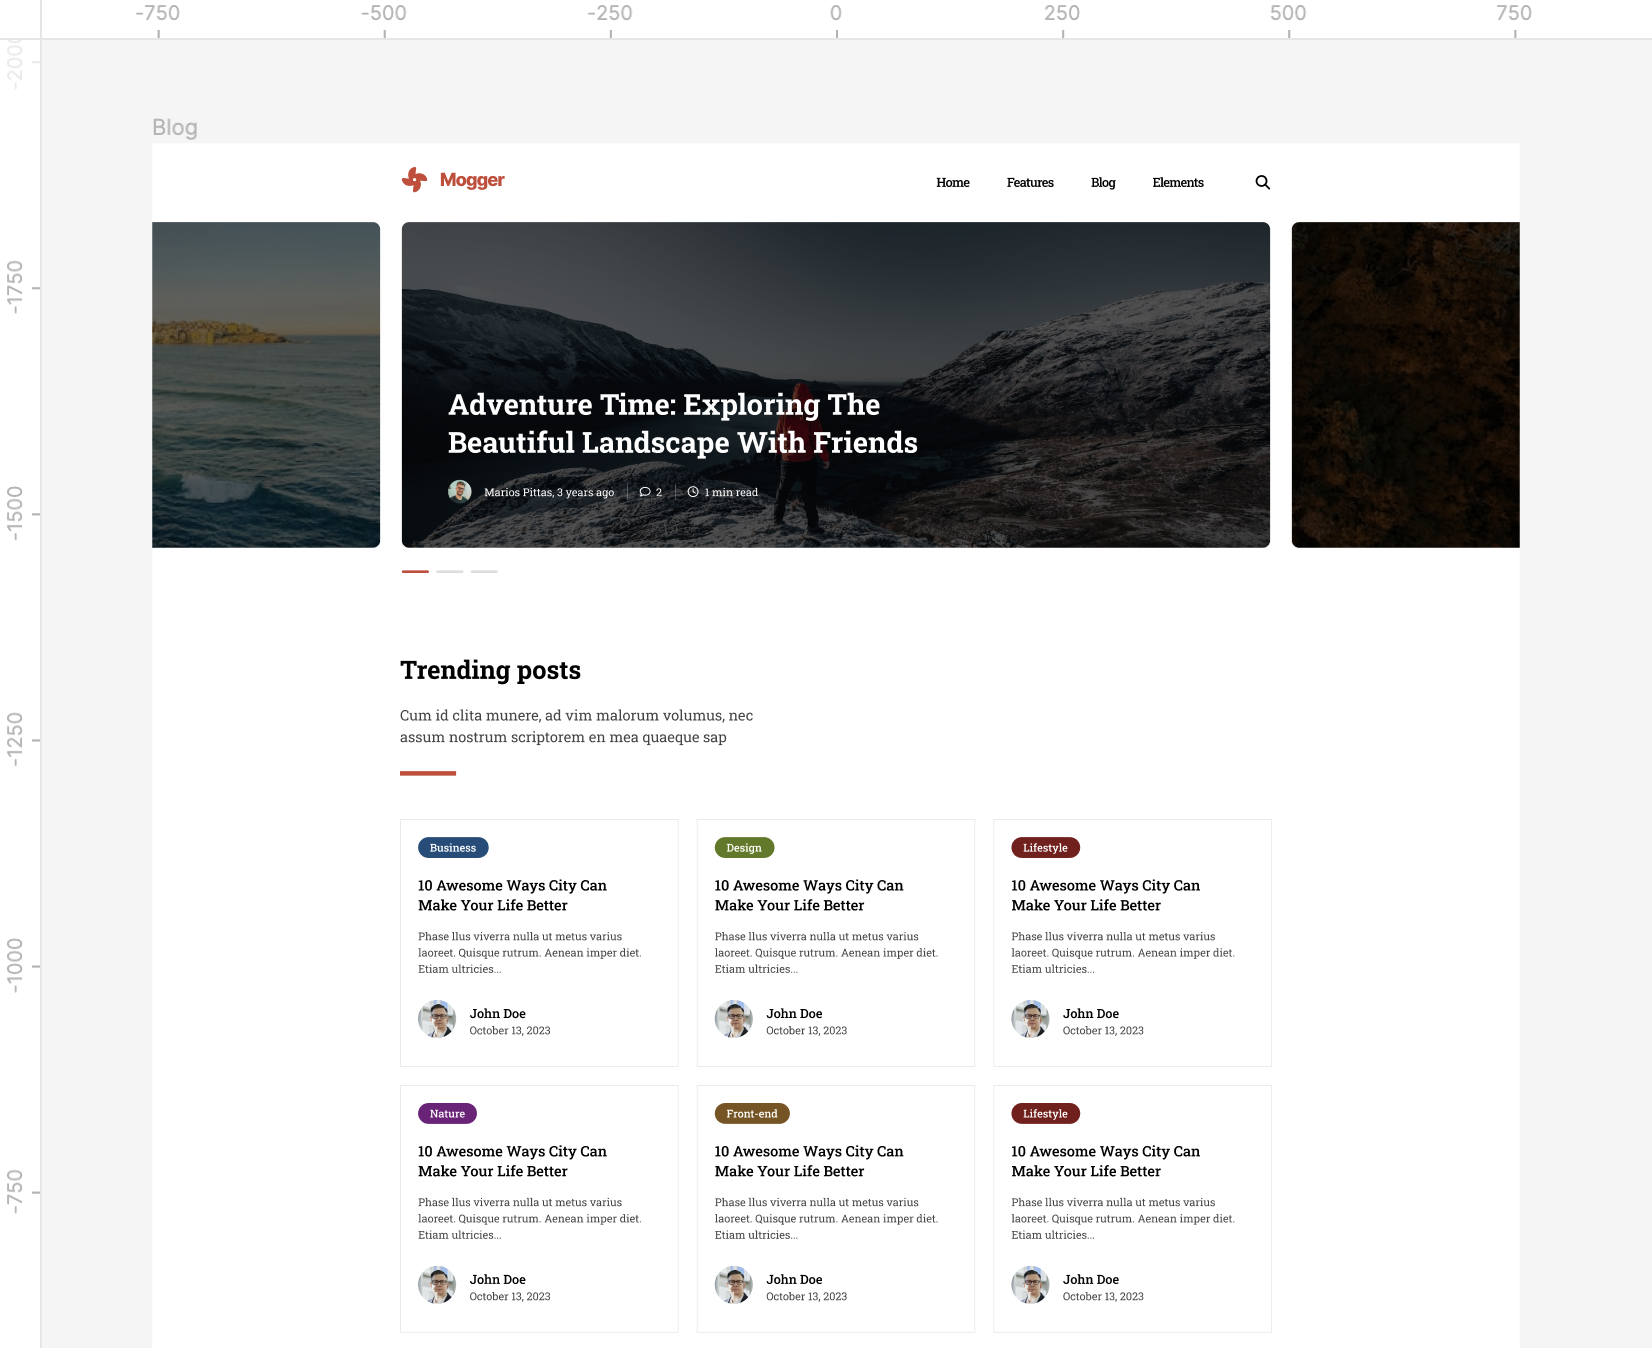 -750 -500 -250 0 250 500 750
-2000
Blog
Mogger
Home Features Blog Elements
-1750
Adventure Time: Exploring The
Beautiful Landscape With Friends
Marios Pittas, 3 years ago 2 1 min read
-1500
Trending posts
Cum id clita munere, ad vim malorum volumus, nec
assum nostrum scriptorem en mea quaeque sap
-1250
Business
10 Awesome Ways City Can
Make Your Life Better
Phase llus viverra nulla ut metus varius
laoreet. Quisque rutrum. Aenean imper diet.
Etiam ultricies...
John Doe
October 13, 2023
Design
10 Awesome Ways City Can
Make Your Life Better
Phase llus viverra nulla ut metus varius
laoreet. Quisque rutrum. Aenean imper diet.
Etiam ultricies...
John Doe
October 13, 2023
Lifestyle
10 Awesome Ways City Can
Make Your Life Better
Phase llus viverra nulla ut metus varius
laoreet. Quisque rutrum. Aenean imper diet.
Etiam ultricies...
John Doe
October 13, 2023
-1000
Nature
10 Awesome Ways City Can
Make Your Life Better
Phase llus viverra nulla ut metus varius
laoreet. Quisque rutrum. Aenean imper diet.
Etiam ultricies...
John Doe
October 13, 2023
Front-end
10 Awesome Ways City Can
Make Your Life Better
Phase llus viverra nulla ut metus varius
laoreet. Quisque rutrum. Aenean imper diet.
Etiam ultricies...
John Doe
October 13, 2023
Lifestyle
10 Awesome Ways City Can
Make Your Life Better
Phase llus viverra nulla ut metus varius
laoreet. Quisque rutrum. Aenean imper diet.
Etiam ultricies...
John Doe
October 13, 2023
-750